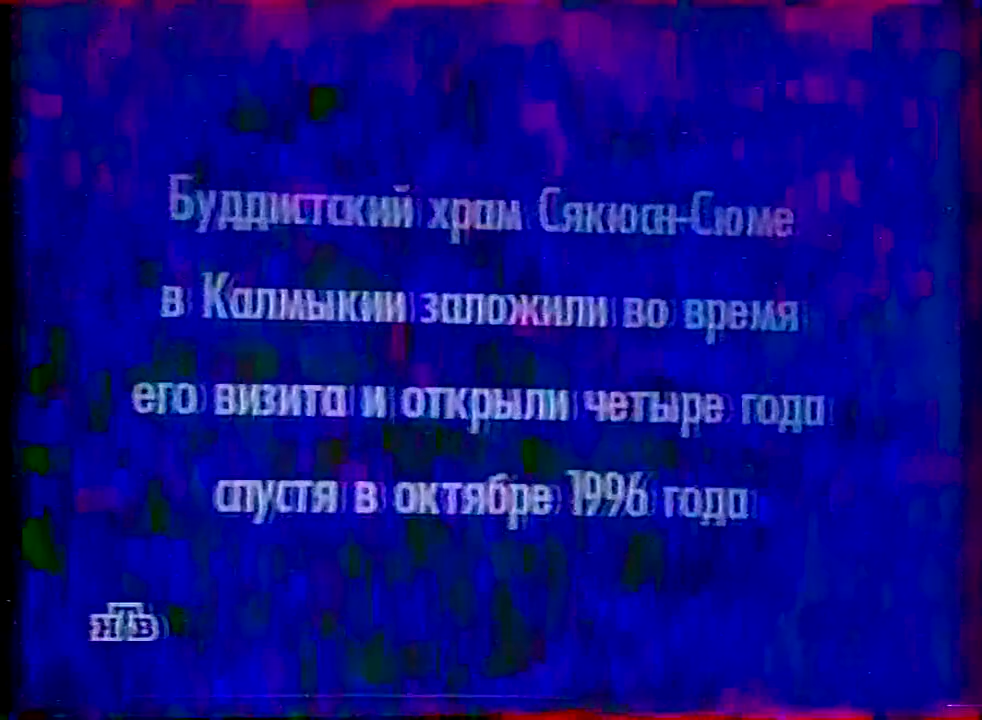 Буддистский храм Сякюсн-Сюме
в Калмыкии заложили во время
его визита и открыли четыре года
спустя в октябре 1996 года
НТВ